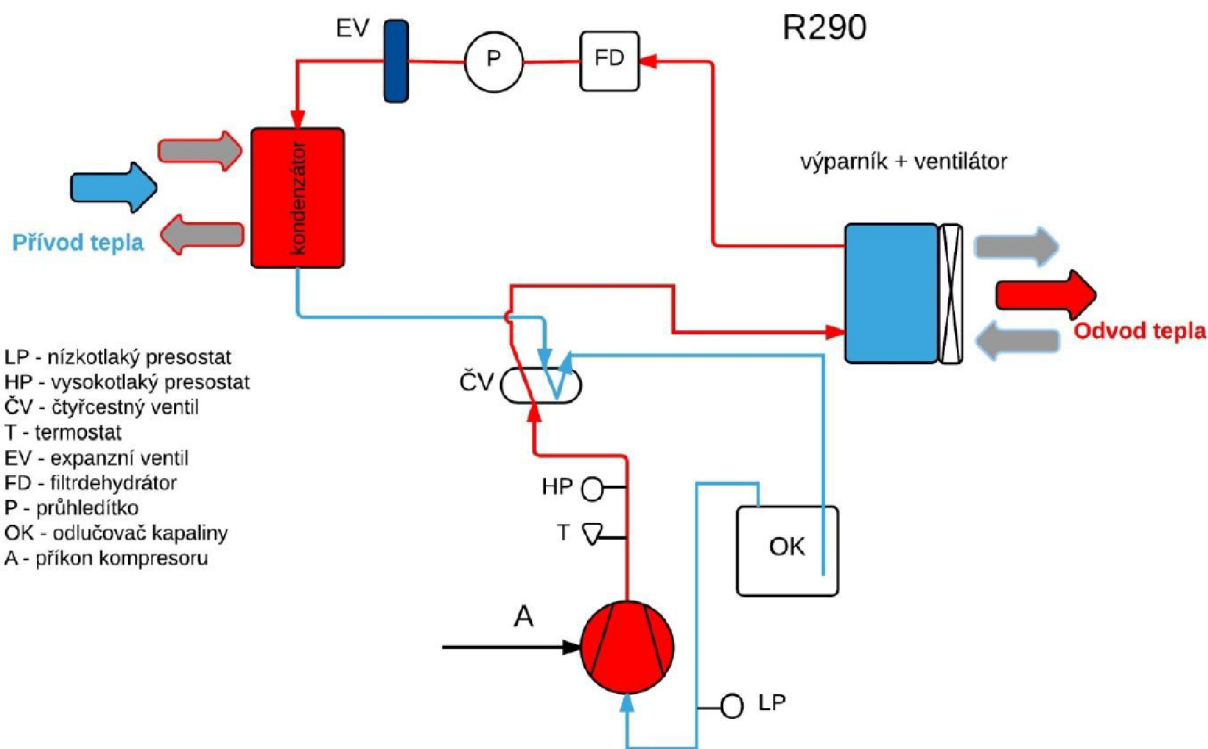 R290
EV
P
FD
kondenzátor
výparník + ventilátor
Přívod tepla
Odvod tepla
LP - nízkotlaký presostat
HP - vysokotlaký presostat
ČV - čtyřcestný ventil
T - termostat
EV - expanzní ventil
FD - filtrdehydrátor
P - průhledítko
OK - odlučovač kapaliny
A - příkon kompresoru
ČV
HP
T
OK
A
LP